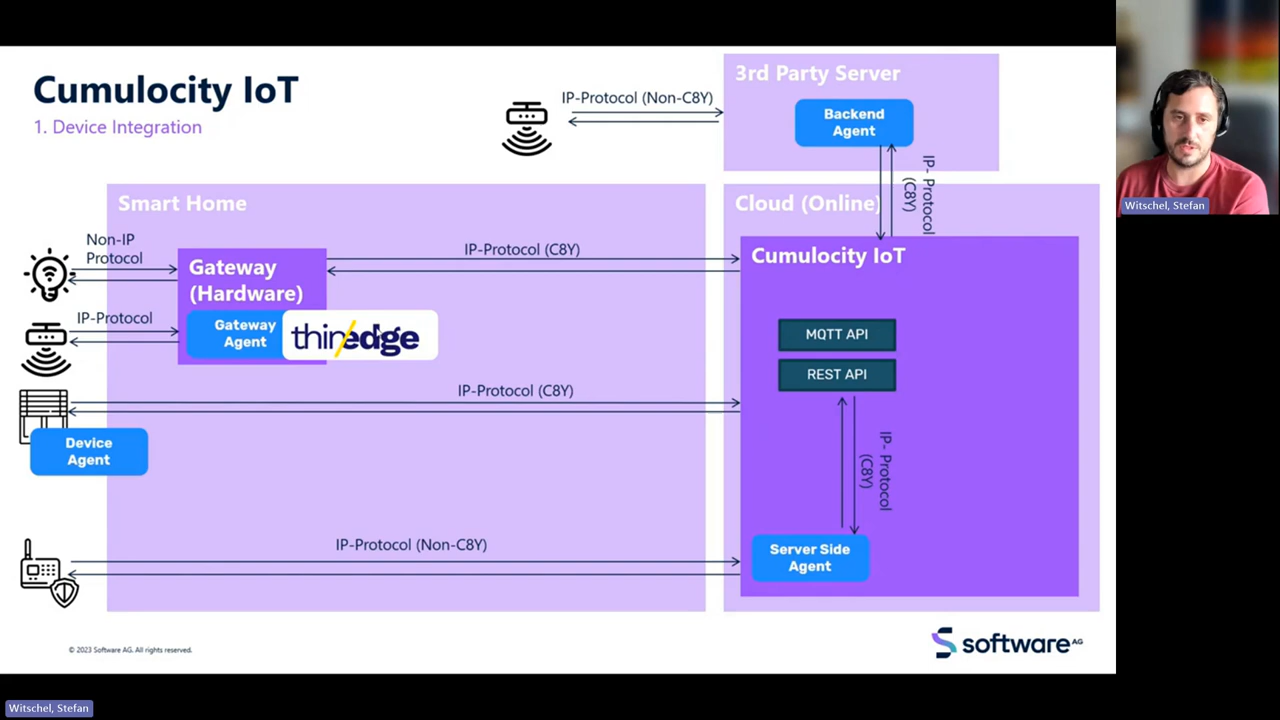 Cumulocity IoT
1. Device Integration
IP-Protocol (Non-C8Y)
3rd Party Server
Backend
Agent
IP- Protocol
(C8Y)
Witschel, Stefan
Smart Home
Cloud (Online)
Non-IP
Protocol
Gateway
(Hardware)
IP-Protocol (C8Y)
Cumulocity IoT
IP-Protocol
Gateway
Agent
thin/edge
MQTT API
REST API
IP-Protocol (C8Y)
Device
Agent
IP- Protocol
(C8Y)
IP-Protocol (Non-C8Y)
Server Side
Agent
© 2023 Software AG. All rights reserved.
software AG
Witschel, Stefan